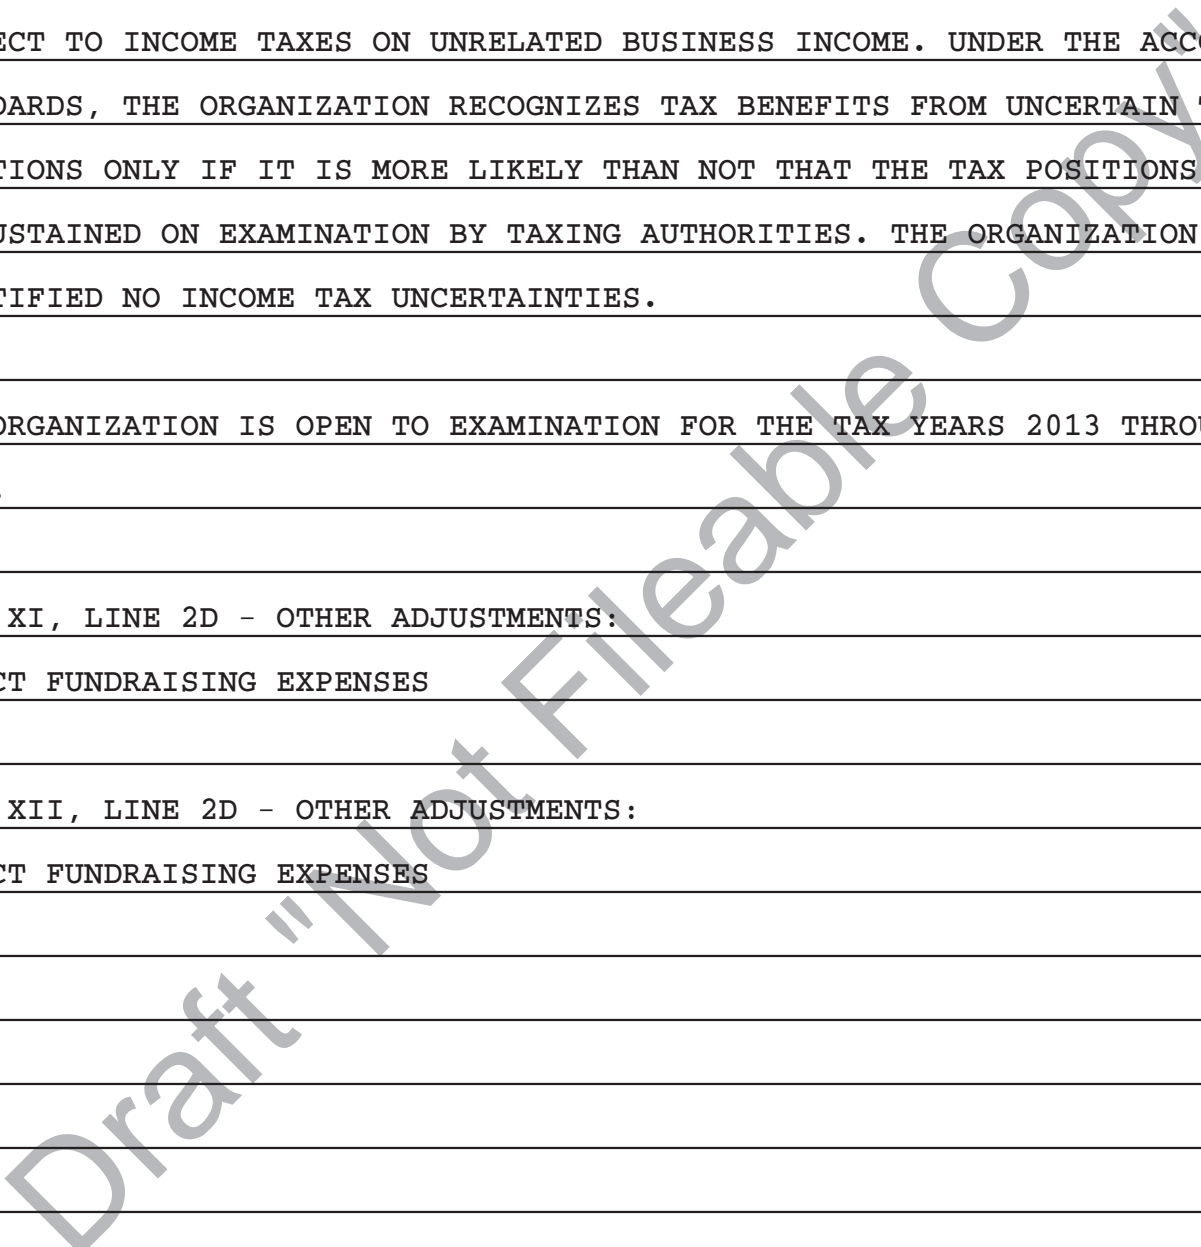 ECT TO INCOME TAXES ON UNRELATED BUSINESS INCOME. UNDER THE ACCO
DARDS, THE ORGANIZATION RECOGNIZES TAX BENEFITS FROM UNCERTAIN
TIONS ONLY IF IT IS MORE LIKELY THAN NOT THAT THE TAX POSITIONS
USTAINED ON EXAMINATION BY TAXING AUTHORITIES. THE ORGANIZATION
TIFIED NO INCOME TAX UNCERTAINTIES.
ORGANIZATION IS OPEN TO EXAMINATION FOR THE TAX YEARS 2013 THROU
.
XI, LINE 2D - OTHER ADJUSTMENTS:
CT FUNDRAISING EXPENSES
XII, LINE 2D - OTHER ADJUSTMENTS:
CT FUNDRAISING EXPENSES
Draft "Not Fileable Copy"